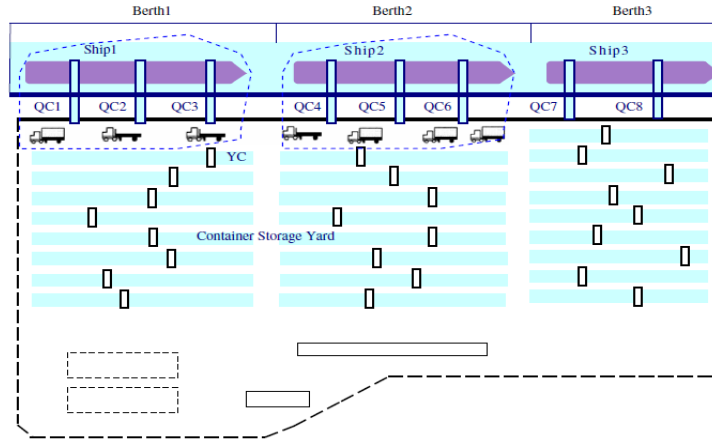 Berth1 Berth2 Berth3
Ship1 Ship2 Ship3
QC1 QC2 QC3 QC4 QC5 QC6 QC7 QC8
YC
Container Storage Yard